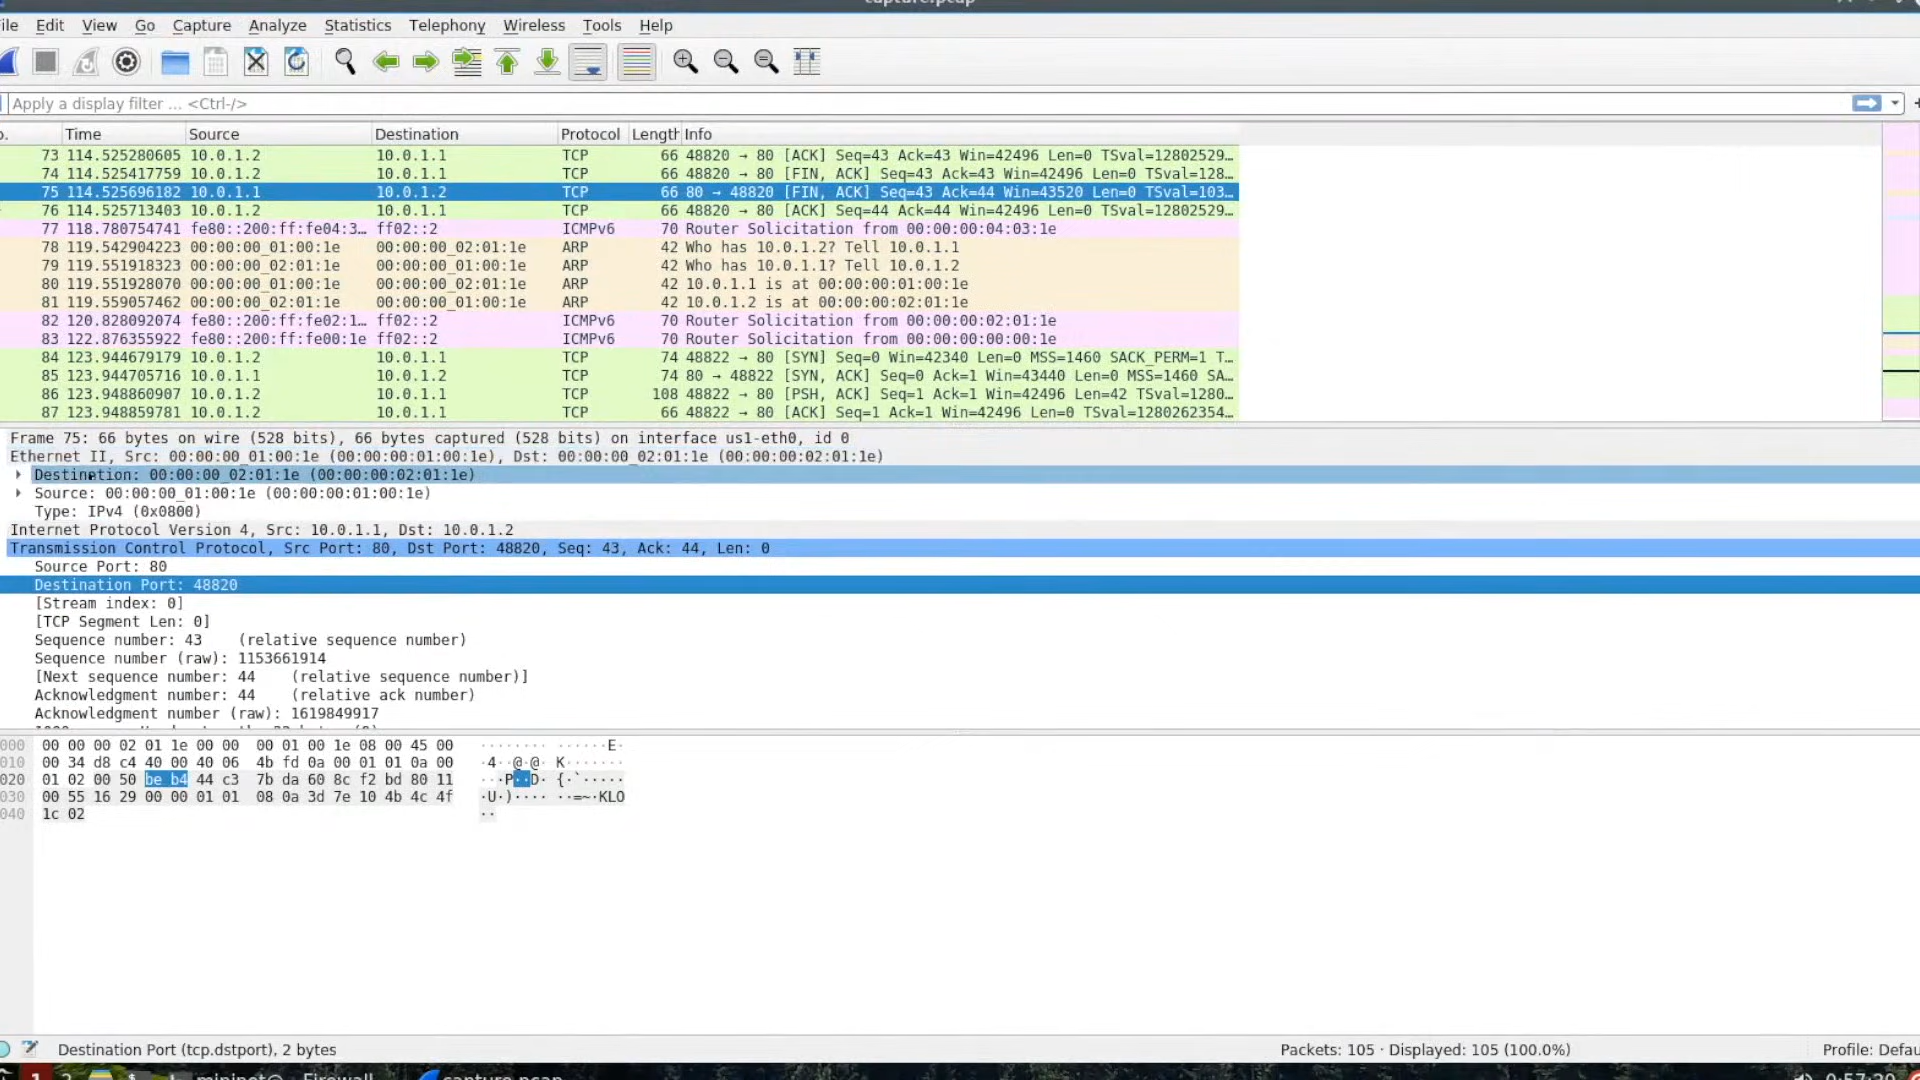 capture.pcap
File Edit View Go Capture Analyze Statistics Telephony Wireless Tools Help
Apply a display filter … <Ctrl-/>
Time Source Destination Protocol Length Info
73 114.525280605 10.0.1.2 10.0.1.1 TCP 66 48820 → 80 [ACK] Seq=43 Ack=43 Win=42496 Len=0 TSval=12802529…
74 114.525417759 10.0.1.2 10.0.1.1 TCP 66 48820 → 80 [FIN, ACK] Seq=43 Ack=43 Win=42496 Len=0 TSval=128…
75 114.525696182 10.0.1.1 10.0.1.2 TCP 66 80 → 48820 [FIN, ACK] Seq=43 Ack=44 Win=43520 Len=0 TSval=103…
76 114.525713403 10.0.1.2 10.0.1.1 TCP 66 48820 → 80 [ACK] Seq=44 Ack=44 Win=42496 Len=0 TSval=12802529…
77 118.780754741 fe80::200:ff:fe04:3… ff02::2 ICMPv6 70 Router Solicitation from 00:00:00:04:03:1e
78 119.542904223 00:00:00_01:00:1e 00:00:00_02:01:1e ARP 42 Who has 10.0.1.2? Tell 10.0.1.1
79 119.551918323 00:00:00_02:01:1e 00:00:00_01:00:1e ARP 42 Who has 10.0.1.1? Tell 10.0.1.2
80 119.551928070 00:00:00_01:00:1e 00:00:00_02:01:1e ARP 42 10.0.1.1 is at 00:00:00:01:00:1e
81 119.559057462 00:00:00_02:01:1e 00:00:00_01:00:1e ARP 42 10.0.1.2 is at 00:00:00:02:01:1e
82 120.828092074 fe80::200:ff:fe02:1… ff02::2 ICMPv6 70 Router Solicitation from 00:00:00:02:01:1e
83 122.876355922 fe80::200:ff:fe00:1e ff02::2 ICMPv6 70 Router Solicitation from 00:00:00:00:00:1e
84 123.944679179 10.0.1.2 10.0.1.1 TCP 74 48822 → 80 [SYN] Seq=0 Win=42340 Len=0 MSS=1460 SACK_PERM=1 T…
85 123.944705716 10.0.1.1 10.0.1.2 TCP 74 80 → 48822 [SYN, ACK] Seq=0 Ack=1 Win=43440 Len=0 MSS=1460 SA…
86 123.948860907 10.0.1.2 10.0.1.1 TCP 108 48822 → 80 [PSH, ACK] Seq=1 Ack=1 Win=42496 Len=42 TSval=1280…
87 123.948859781 10.0.1.2 10.0.1.1 TCP 66 48822 → 80 [ACK] Seq=1 Ack=1 Win=42496 Len=0 TSval=1280262354…
Frame 75: 66 bytes on wire (528 bits), 66 bytes captured (528 bits) on interface us1-eth0, id 0
Ethernet II, Src: 00:00:00_01:00:1e (00:00:00:01:00:1e), Dst: 00:00:00_02:01:1e (00:00:00:02:01:1e)
Destination: 00:00:00_02:01:1e (00:00:00:02:01:1e)
Source: 00:00:00_01:00:1e (00:00:00:01:00:1e)
Type: IPv4 (0x0800)
Internet Protocol Version 4, Src: 10.0.1.1, Dst: 10.0.1.2
Transmission Control Protocol, Src Port: 80, Dst Port: 48820, Seq: 43, Ack: 44, Len: 0
Source Port: 80
Destination Port: 48820
[Stream index: 0]
[TCP Segment Len: 0]
Sequence number: 43 (relative sequence number)
Sequence number (raw): 1153661914
[Next sequence number: 44 (relative sequence number)]
Acknowledgment number: 44 (relative ack number)
Acknowledgment number (raw): 1619849917
000 00 00 00 02 01 1e 00 00 00 01 00 1e 08 00 45 00 ········ ······E·
010 00 34 d8 c4 40 00 40 06 4b fd 0a 00 01 01 0a 00 ·4··@·@· K·······
020 01 02 00 50 be b4 44 c3 7b da 60 8c f2 bd 80 11 ···P··D· {·`·····
030 00 55 16 29 00 00 01 01 08 0a 3d 7e 10 4b 4c 4f ·U·)···· ··=~·KLO
040 1c 02 ··
Destination Port (tcp.dstport), 2 bytes Packets: 105 · Displayed: 105 (100.0%) Profile: Defau